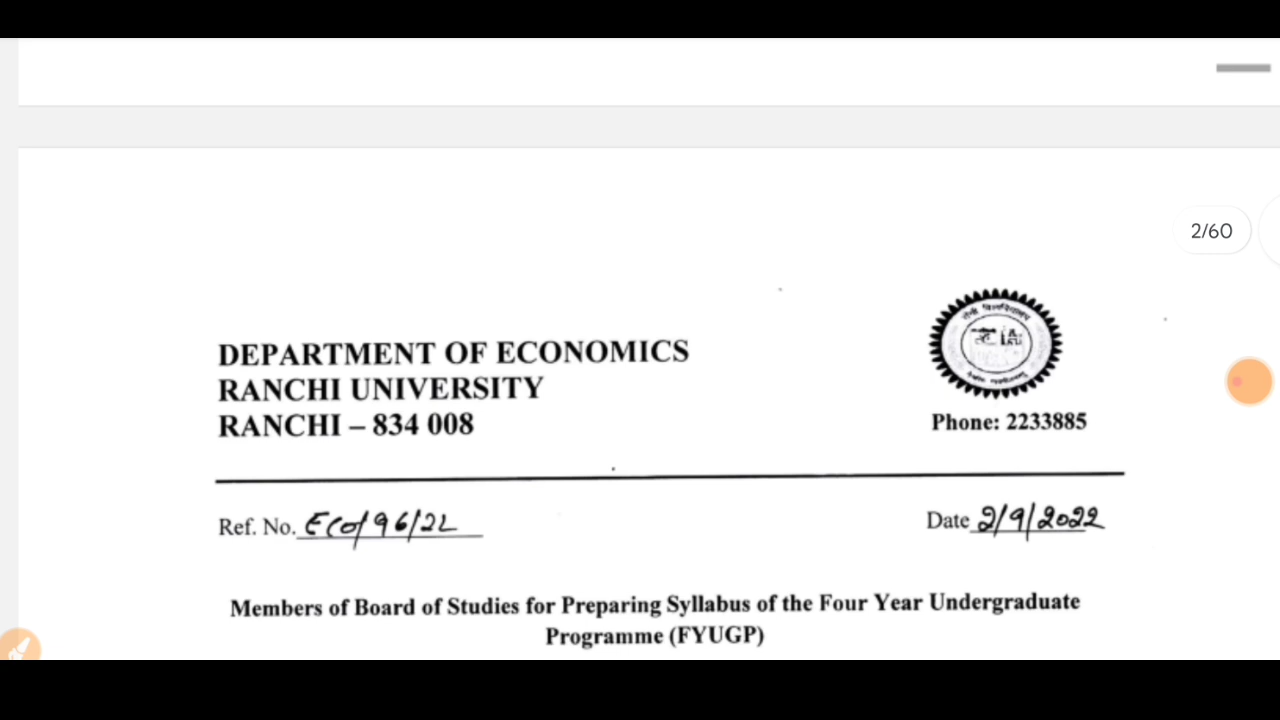 2/60
DEPARTMENT OF ECONOMICS
RANCHI UNIVERSITY
RANCHI – 834 008
Phone: 2233885
Ref. No. Eco/96/22
Date 2/9/2022
Members of Board of Studies for Preparing Syllabus of the Four Year Undergraduate
Programme (FYUGP)